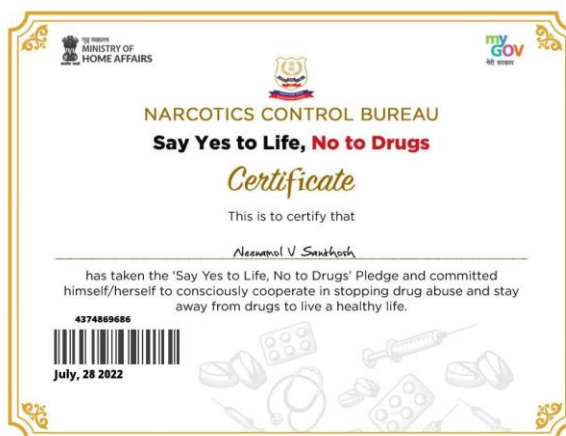 गृह मंत्रालय
MINISTRY OF
HOME AFFAIRS
my
GOV
मेरी सरकार
NARCOTICS CONTROL BUREAU
Say Yes to Life, No to Drugs
Certificate
This is to certify that
Neenamol V Santhosh
has taken the 'Say Yes to Life, No to Drugs' Pledge and committed
himself/herself to consciously cooperate in stopping drug abuse and stay
away from drugs to live a healthy life.
4374869686
July, 28 2022